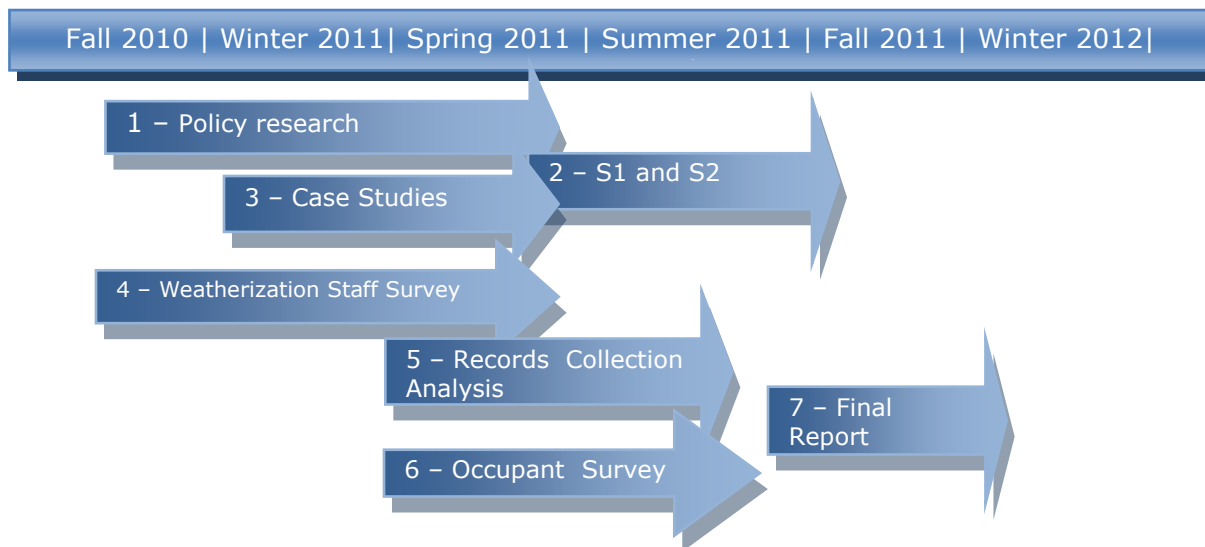 Fall 2010 | Winter 2011| Spring 2011 | Summer 2011 | Fall 2011 | Winter 2012|
1 – Policy research
2 – S1 and S2
3 – Case Studies
4 – Weatherization Staff Survey
5 – Records Collection
Analysis
6 – Occupant Survey
7 – Final
Report